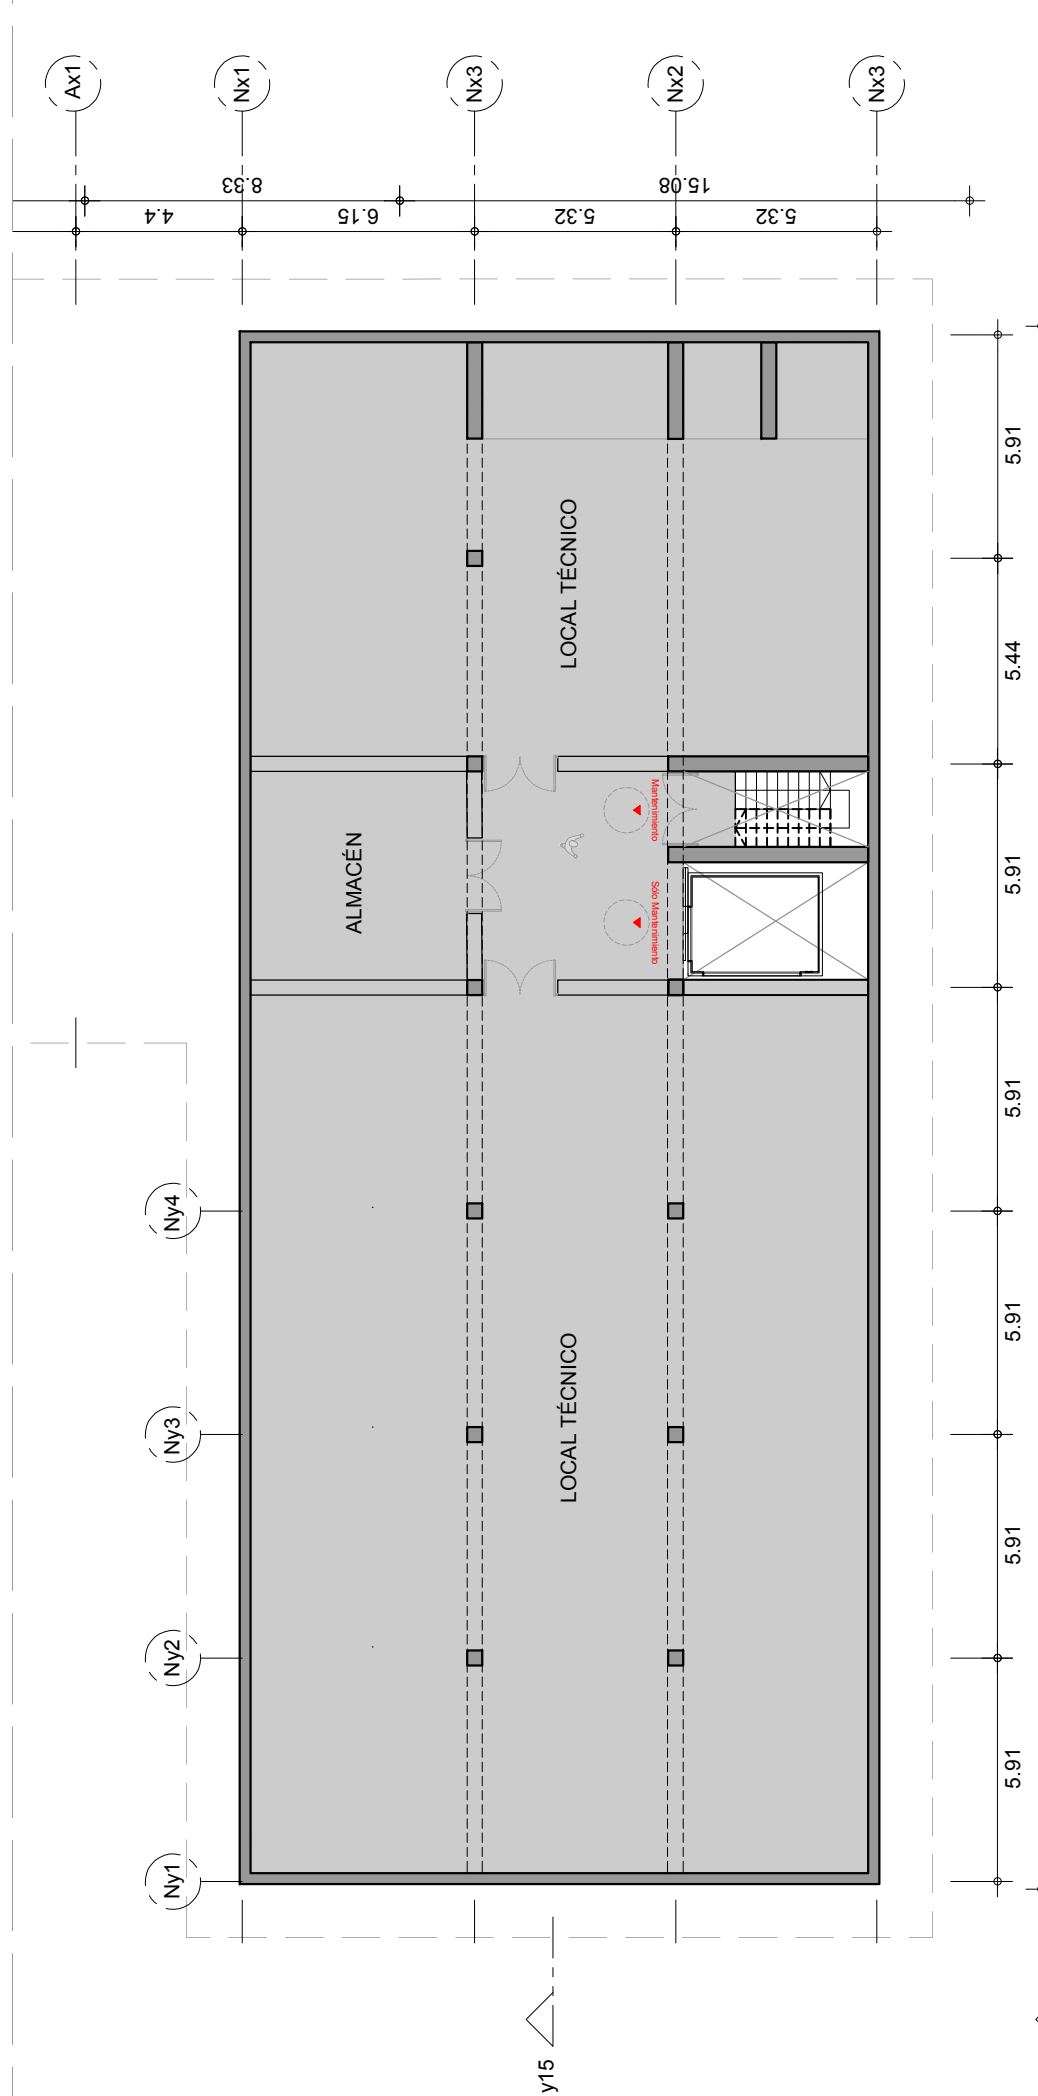 Ax1
Nx1
Nx3
Nx2
Nx3
8.33
15.08
4.4
6.15
5.32
5.32
5.91
LOCAL TÉCNICO
5.44
Mantenimiento
ALMACÉN
Sólo Mantenimiento
5.91
5.91
Ny4
5.91
LOCAL TÉCNICO
Ny3
5.91
Ny2
5.91
Ny1
y15